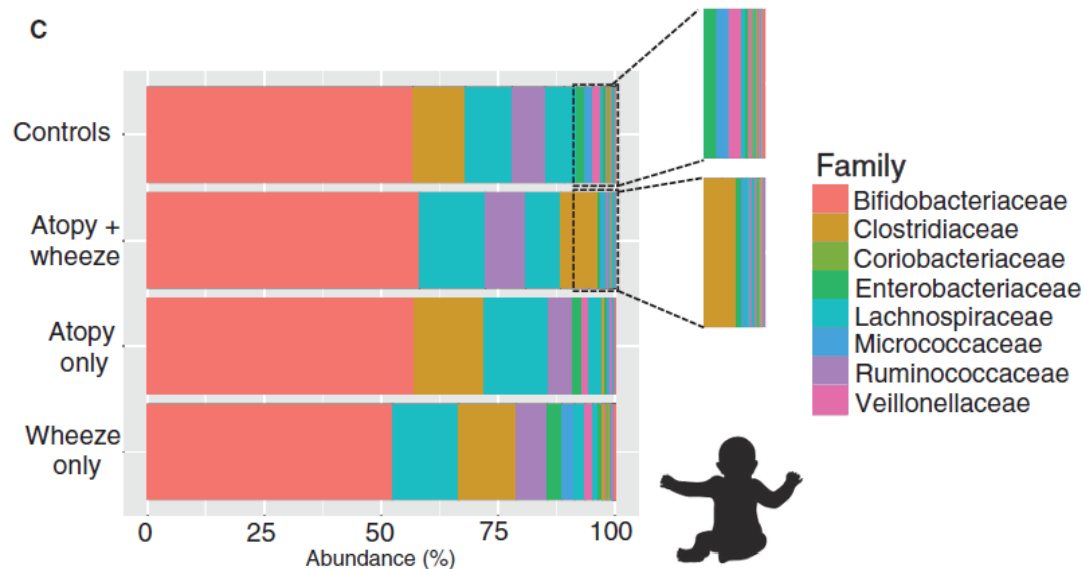 C
Controls
Atopy +
wheeze
Atopy
only
Wheeze
only
0 25 50 75 100
Abundance (%)
Family
Bifidobacteriaceae
Clostridiaceae
Coriobacteriaceae
Enterobacteriaceae
Lachnospiraceae
Micrococcaceae
Ruminococcaceae
Veillonellaceae